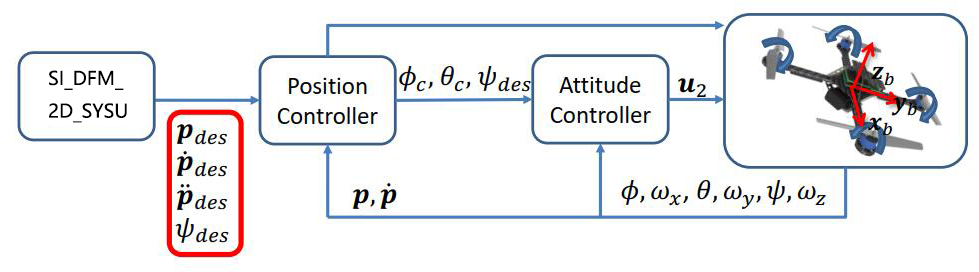 SI_DFM_
2D_SYSU
Position
Controller
𝝓_c, θ_c, ψ_des
Attitude
Controller
𝒖₂
𝒛_b
𝒚_b
𝒙_b
𝒑_des
𝒑̇_des
𝒑̈_des
ψ_des
𝒑, 𝒑̇
ϕ, ω_x, θ, ω_y, ψ, ω_z